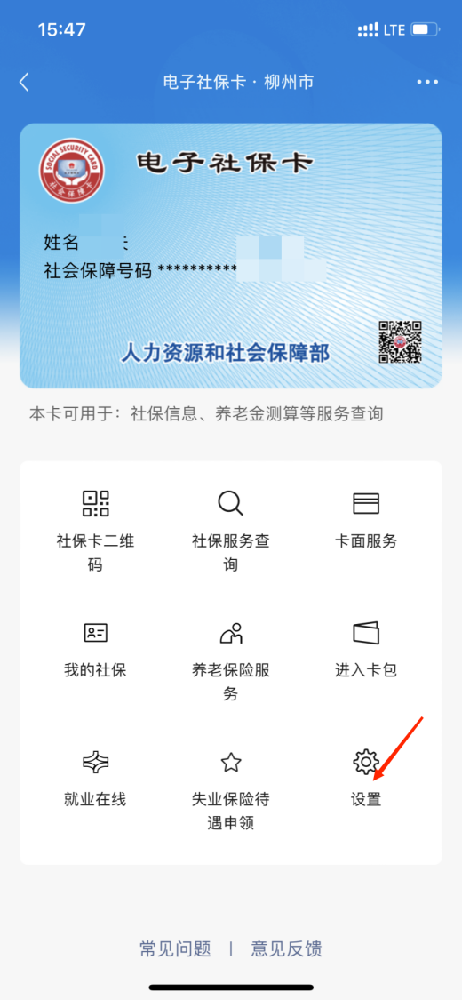 15:47
LTE
电子社保卡 · 柳州市
SOCIAL SECURITY CARD
社会保障卡
电子社保卡
姓名
社会保障号码 **********
人力资源和社会保障部
本卡可用于：社保信息、养老金测算等服务查询
社保卡二维码
社保服务查询
卡面服务
我的社保
养老保险服务
进入卡包
就业在线
失业保险待遇申领
设置
常见问题 | 意见反馈